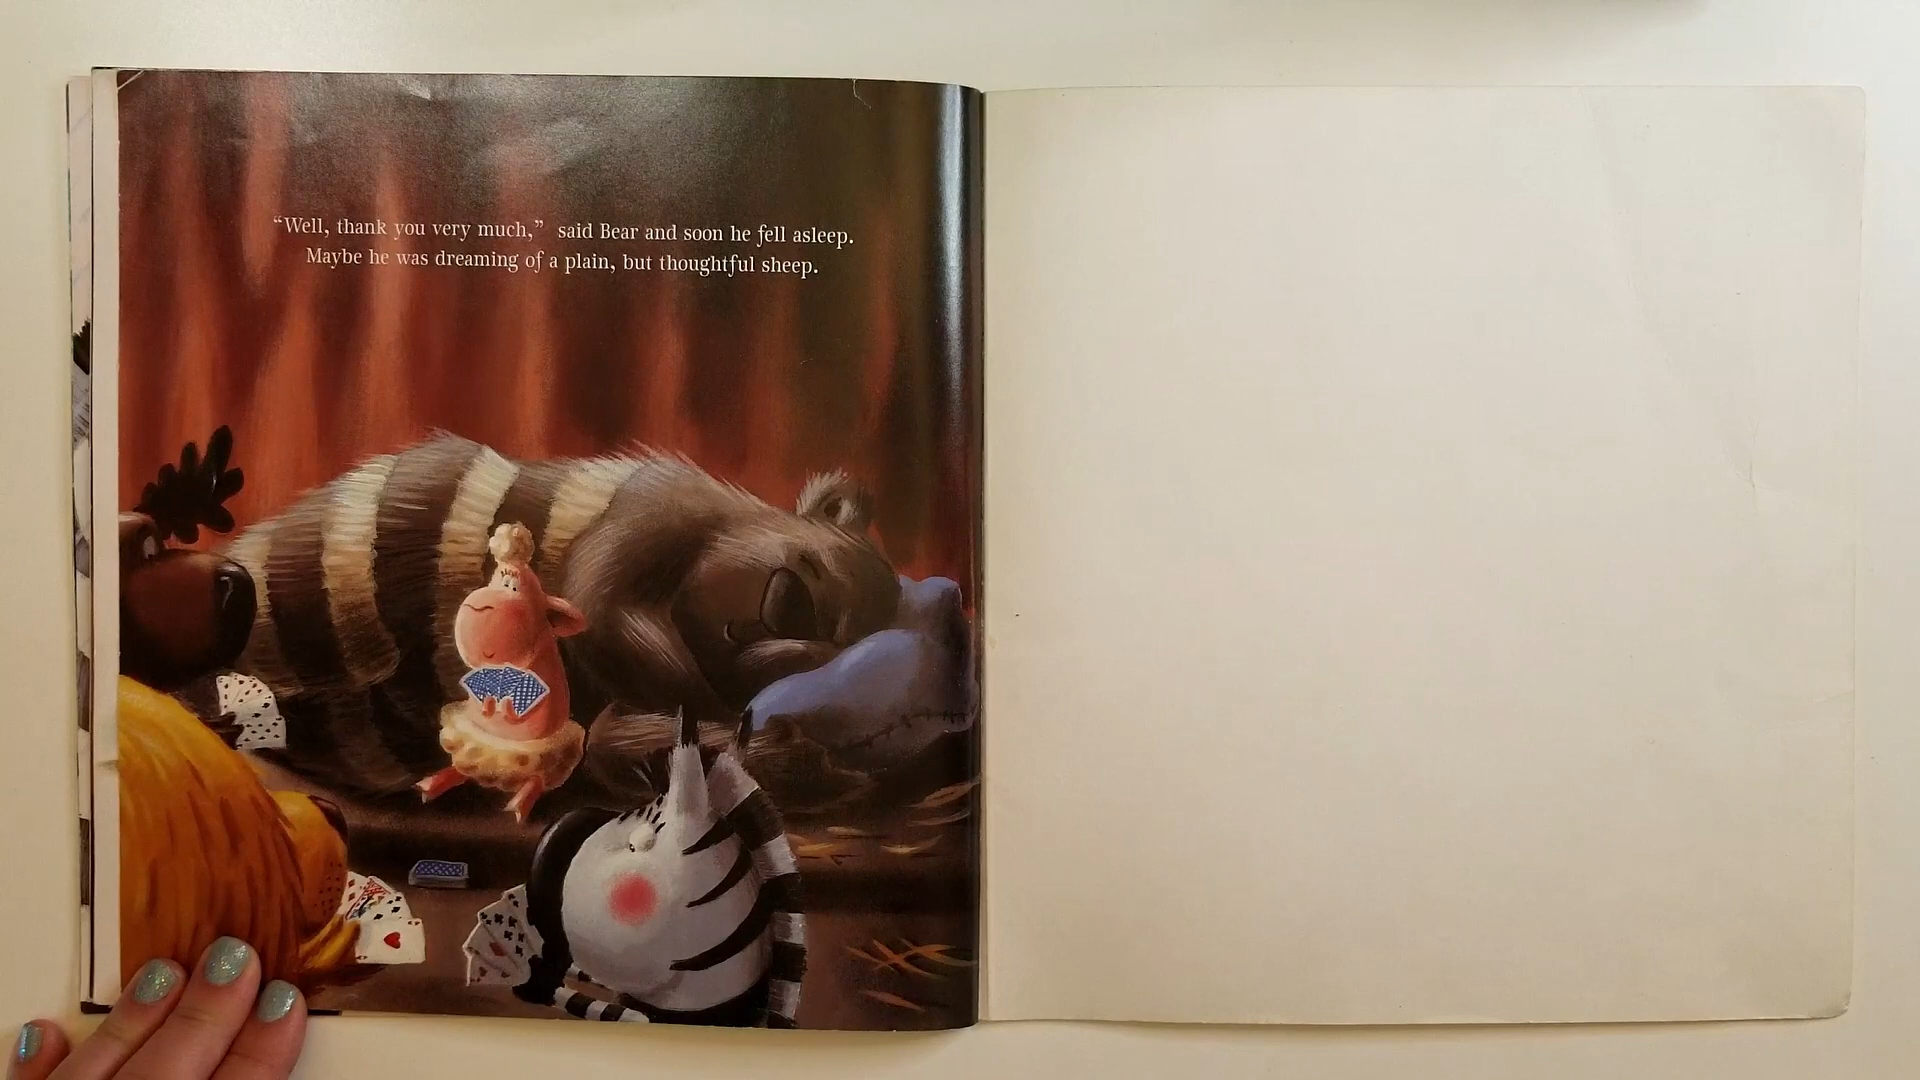 “Well, thank you very much,” said Bear and soon he fell asleep.
Maybe he was dreaming of a plain, but thoughtful sheep.